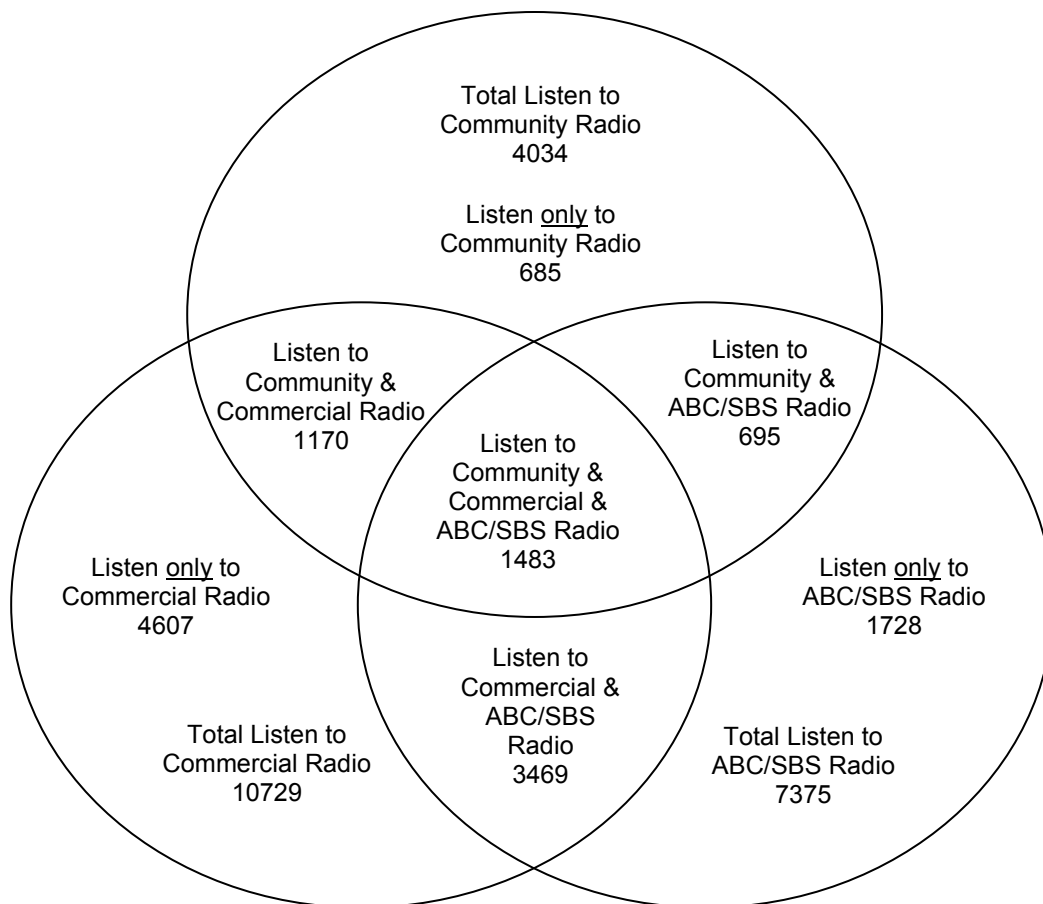 Total Listen to
Community Radio
4034
Listen only to
Community Radio
685
Listen to
Community &
Commercial Radio
1170
Listen to
Community &
ABC/SBS Radio
695
Listen to
Community &
Commercial &
ABC/SBS Radio
1483
Listen only to
Commercial Radio
4607
Listen only to
ABC/SBS Radio
1728
Listen to
Commercial &
ABC/SBS
Radio
3469
Total Listen to
Commercial Radio
10729
Total Listen to
ABC/SBS Radio
7375